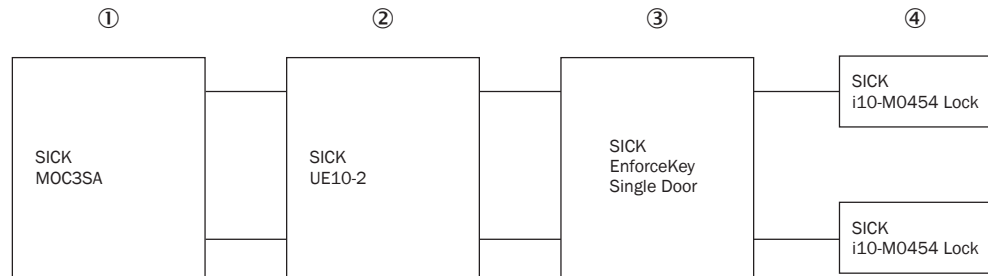 ①
②
③
④
SICK
MOC3SA
SICK
UE10-2
SICK
EnforceKey
Single Door
SICK
i10-M0454 Lock
SICK
i10-M0454 Lock